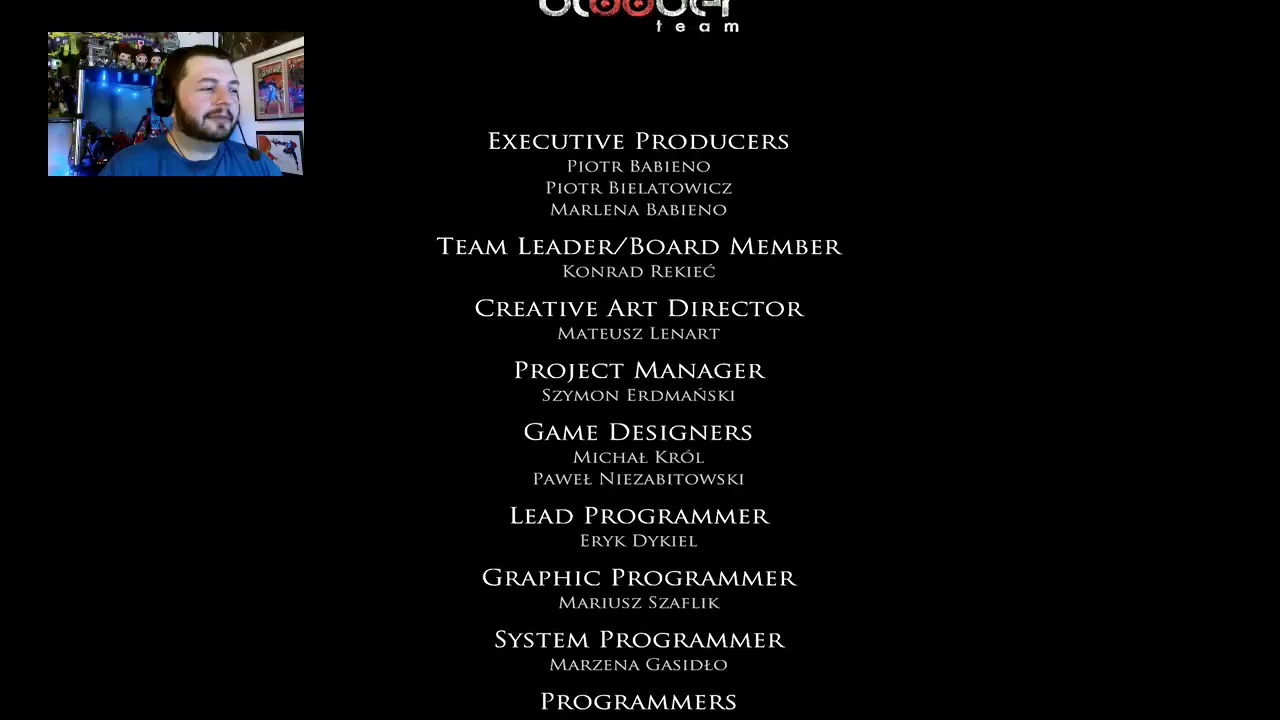 bloober
team
EXECUTIVE PRODUCERS
PIOTR BABIENO
PIOTR BIELATOWICZ
MARLENA BABIENO
TEAM LEADER/BOARD MEMBER
KONRAD REKIEĆ
CREATIVE ART DIRECTOR
MATEUSZ LENART
PROJECT MANAGER
SZYMON ERDMAŃSKI
GAME DESIGNERS
MICHAŁ KRÓL
PAWEŁ NIEZABITOWSKI
LEAD PROGRAMMER
ERYK DYKIEL
GRAPHIC PROGRAMMER
MARIUSZ SZAFLIK
SYSTEM PROGRAMMER
MARZENA GASIDŁO
PROGRAMMERS